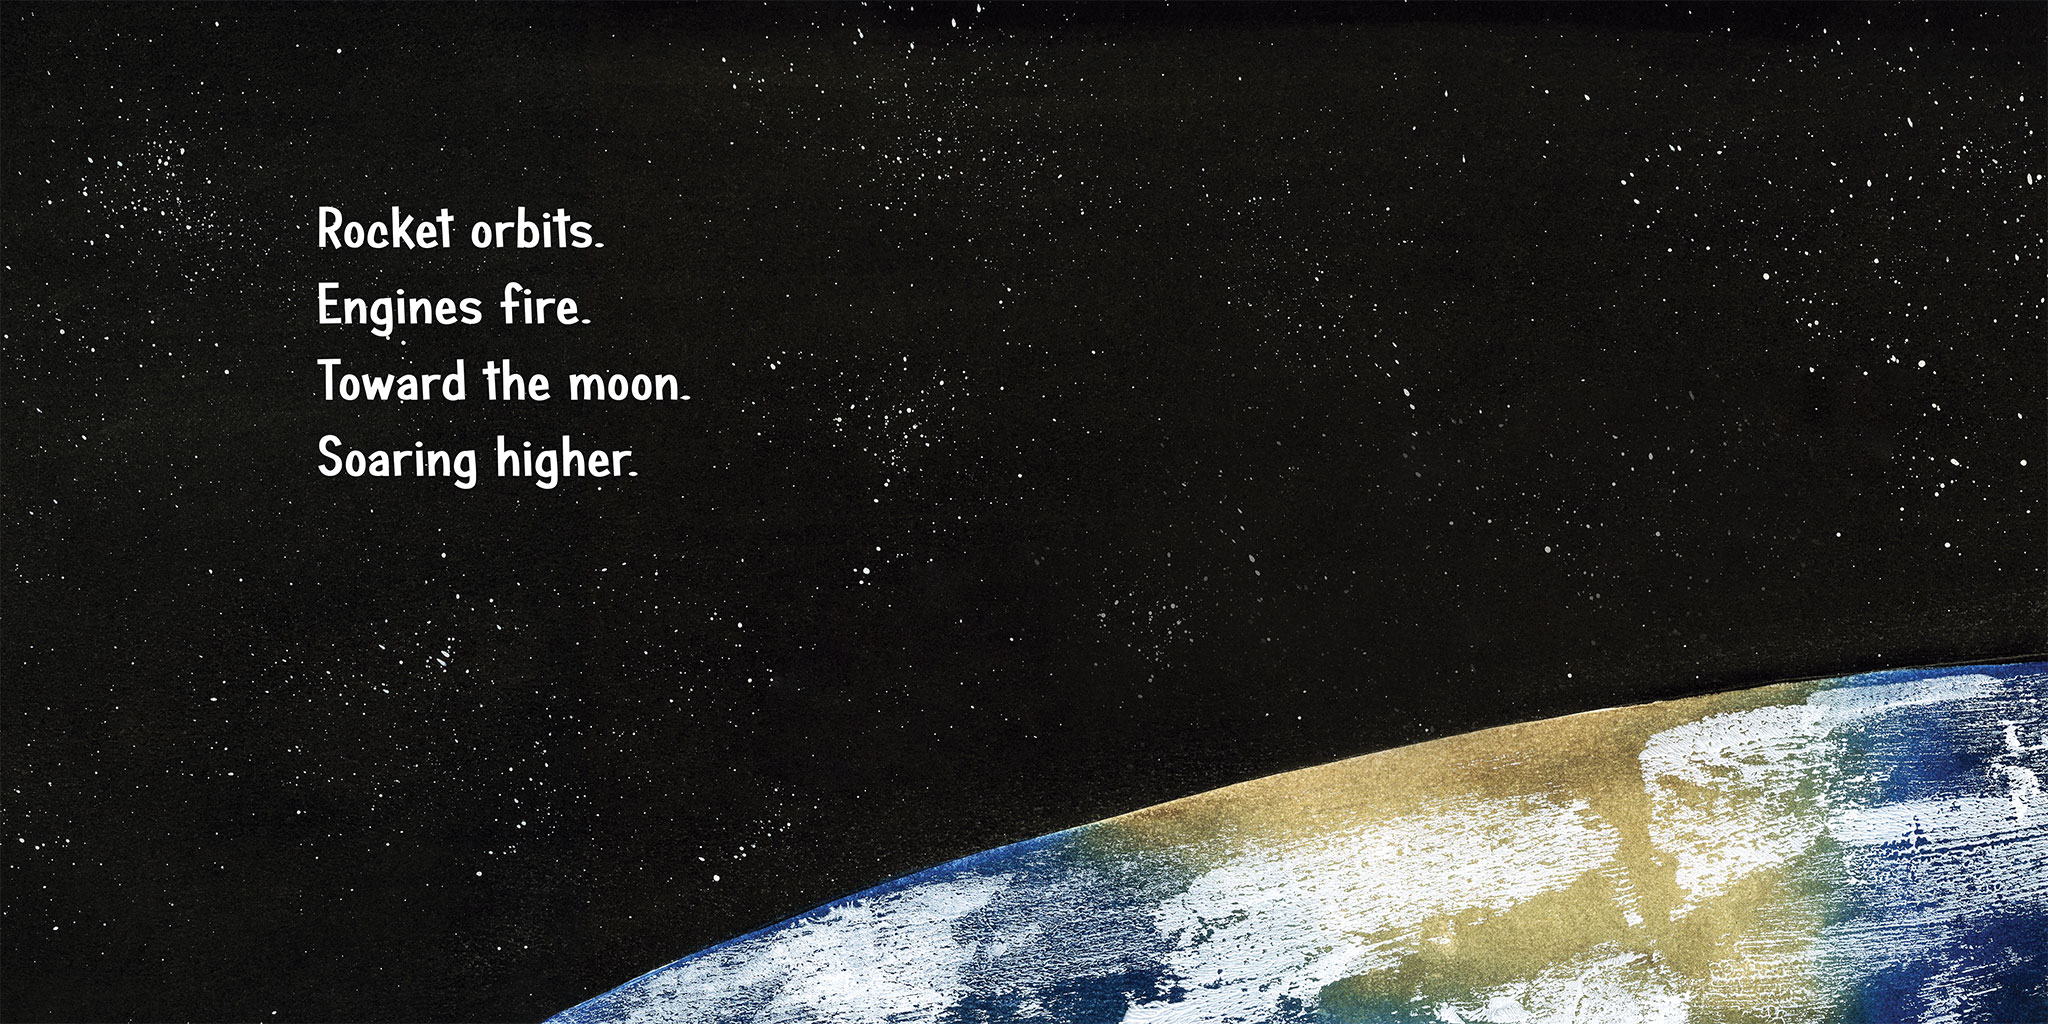 Rocket orbits.
Engines fire.
Toward the moon.
Soaring higher.